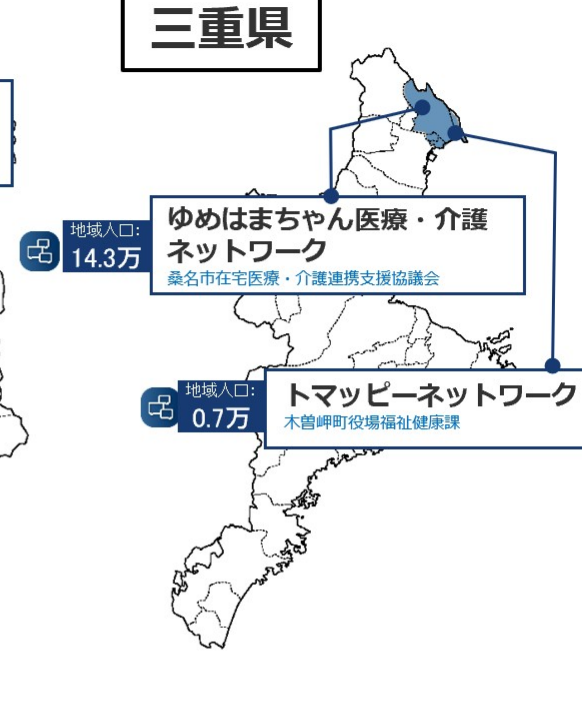 三重県
ゆめはまちゃん医療・介護
ネットワーク
桑名市在宅医療・介護連携支援協議会
地域人口:
14.3万
トマッピーネットワーク
木曽岬町役場福祉健康課
地域人口:
0.7万